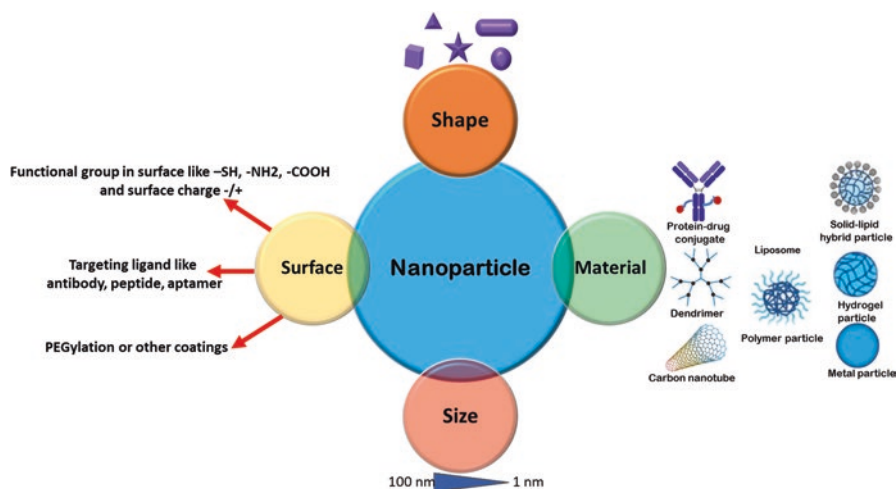 Shape
Functional group in surface like –SH, -NH2, -COOH
and surface charge -/+
Targeting ligand like
antibody, peptide, aptamer
PEGylation or other coatings
Surface
Nanoparticle
Material
Size
100 nm
1 nm
Protein-drug
conjugate
Dendrimer
Carbon nanotube
Liposome
Polymer particle
Solid-lipid
hybrid particle
Hydrogel
particle
Metal particle